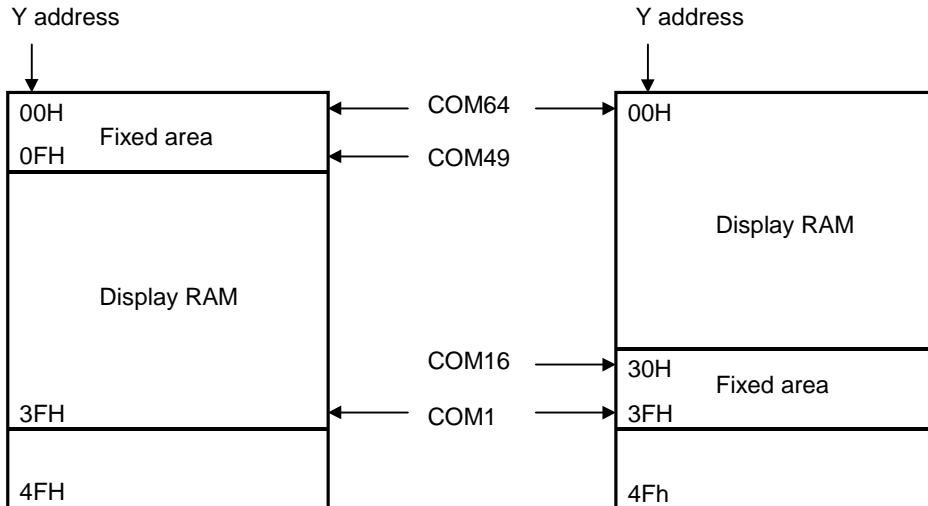 Y address
Y address
00H
Fixed area
0FH
Display RAM
3FH
4FH
COM64
COM49
COM16
COM1
00H
Display RAM
30H
Fixed area
3FH
4Fh